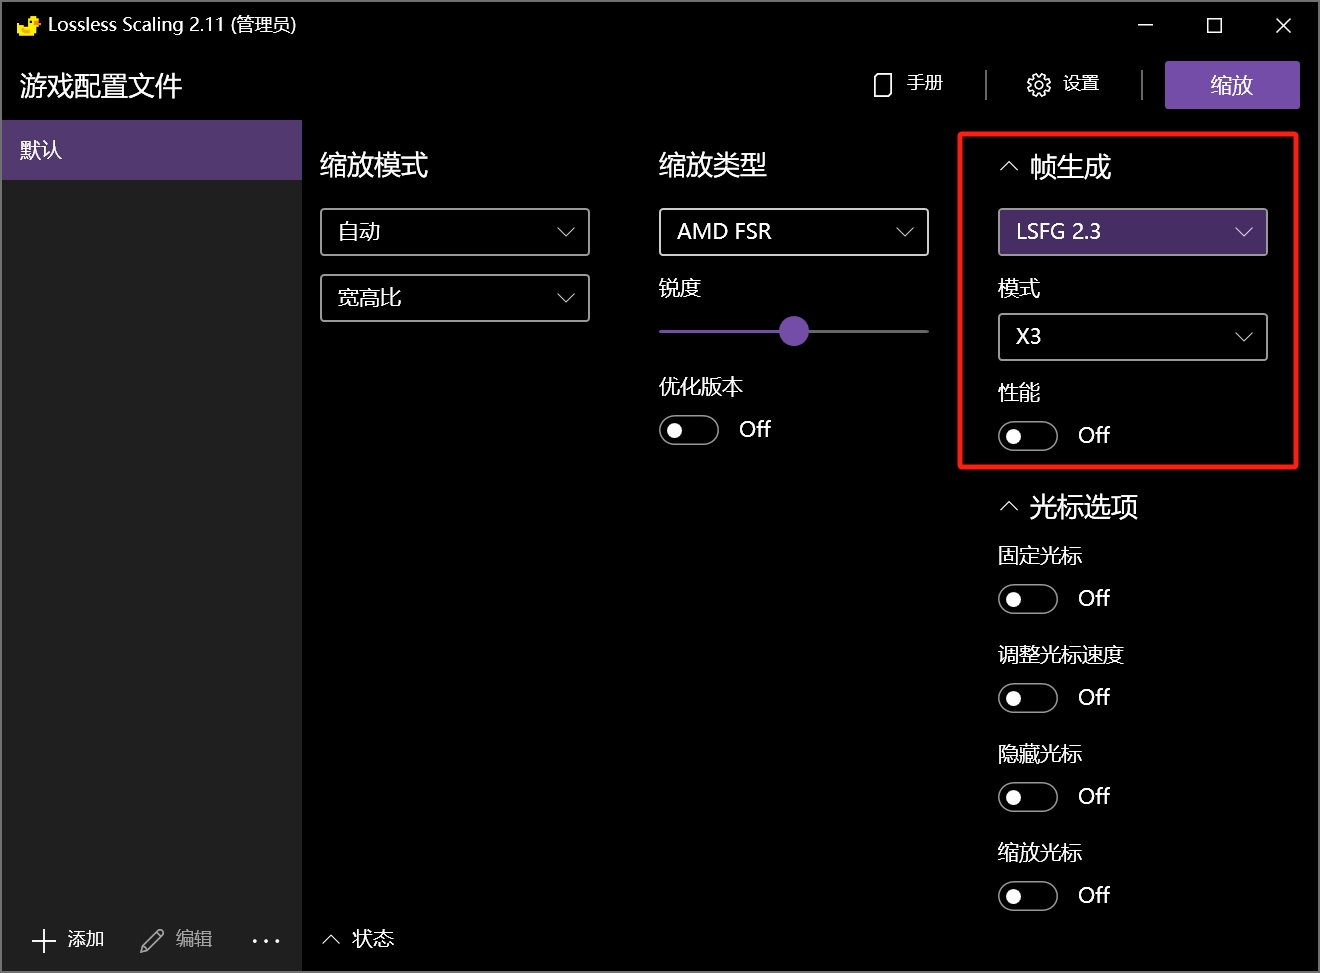 Lossless Scaling 2.11 (管理员)
游戏配置文件
手册
设置
缩放
默认
缩放模式
自动
宽高比
缩放类型
AMD FSR
锐度
优化版本
Off
帧生成
LSFG 2.3
模式
X3
性能
Off
光标选项
固定光标
Off
调整光标速度
Off
隐藏光标
Off
缩放光标
Off
添加
编辑
...
状态